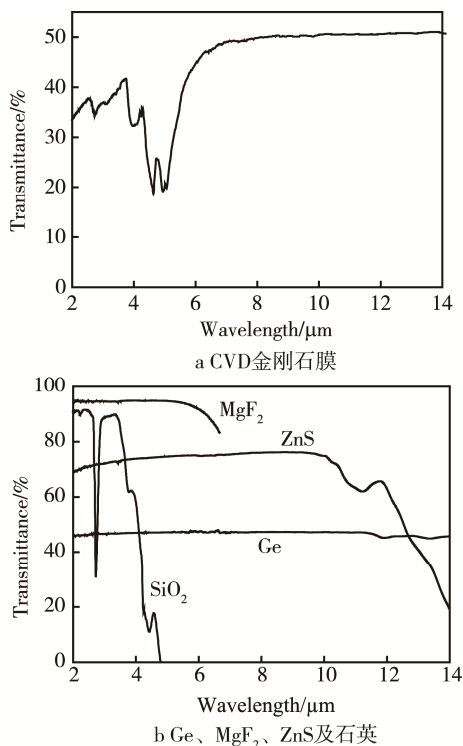 Transmittance/%
50
40
30
20
10
0
2 4 6 8 10 12 14
Wavelength/μm
a CVD金刚石膜
Transmittance/%
100
80
60
40
20
0
MgF₂
ZnS
Ge
SiO₂
2 4 6 8 10 12 14
Wavelength/μm
b Ge、MgF₂、ZnS及石英